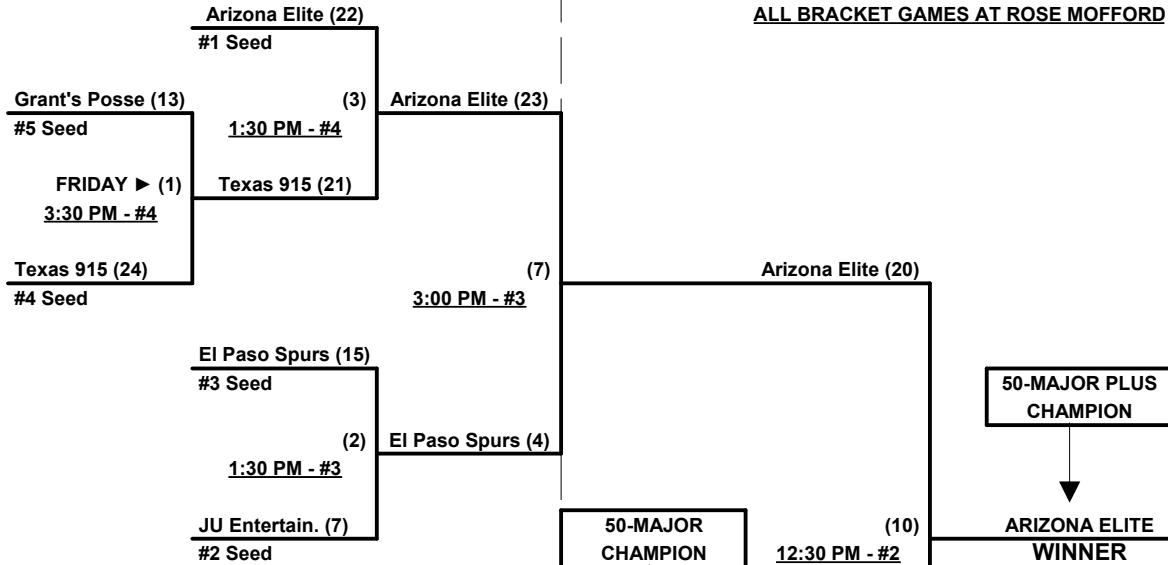 Arizona Elite (22)
ALL BRACKET GAMES AT ROSE MOFFORD
#1 Seed
Grant's Posse (13)
(3)
Arizona Elite (23)
#5 Seed
1:30 PM - #4
FRIDAY ► (1)
Texas 915 (21)
3:30 PM - #4
Texas 915 (24)
(7)
Arizona Elite (20)
#4 Seed
3:00 PM - #3
El Paso Spurs (15)
#3 Seed
50-MAJOR PLUS
CHAMPION
(2)
El Paso Spurs (4)
1:30 PM - #3
JU Entertain. (7)
50-MAJOR
(10)
ARIZONA ELITE
#2 Seed
CHAMPION
12:30 PM - #2
WINNER